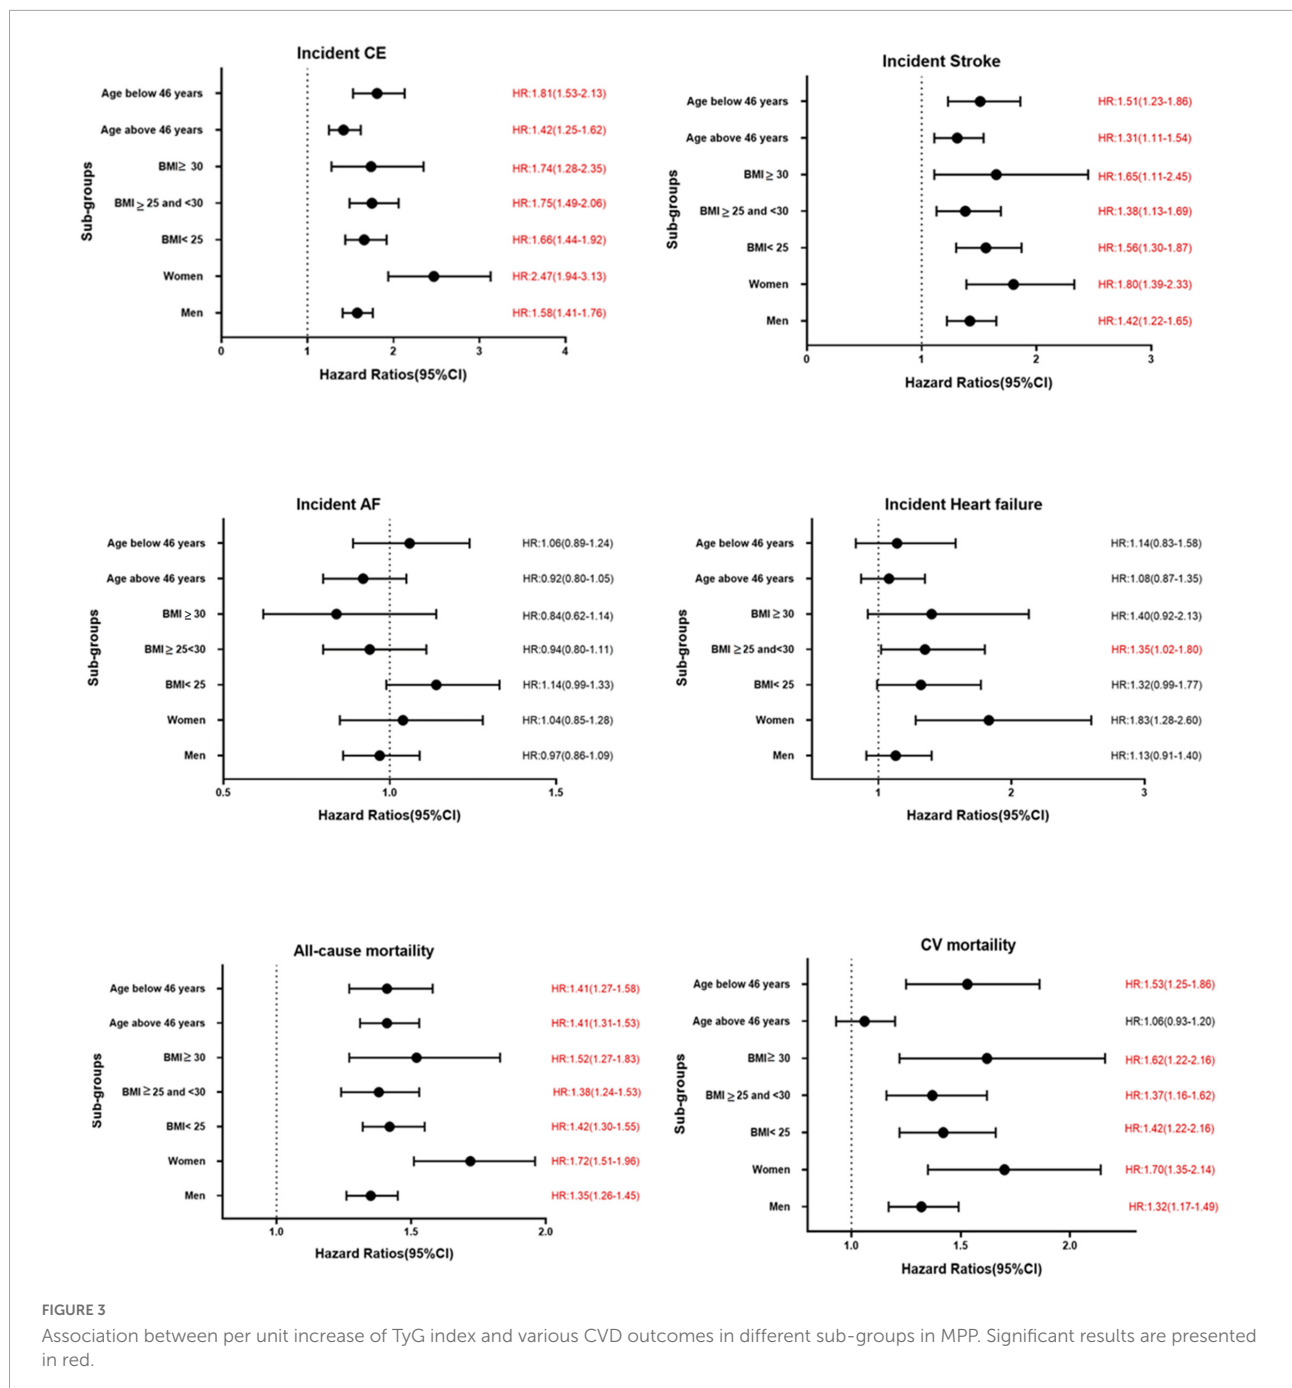 Incident CE
Sub-groups
Age below 46 years HR:1.81(1.53-2.13)
Age above 46 years HR:1.42(1.25-1.62)
BMI≥ 30 HR:1.74(1.28-2.35)
BMI ≥ 25 and <30 HR:1.75(1.49-2.06)
BMI< 25 HR:1.66(1.44-1.92)
Women HR:2.47(1.94-3.13)
Men HR:1.58(1.41-1.76)
0 1 2 3 4
Hazard Ratios(95%CI)
Incident Stroke
Sub-groups
Age below 46 years HR:1.51(1.23-1.86)
Age above 46 years HR:1.31(1.11-1.54)
BMI ≥ 30 HR:1.65(1.11-2.45)
BMI ≥ 25 and <30 HR:1.38(1.13-1.69)
BMI< 25 HR:1.56(1.30-1.87)
Women HR:1.80(1.39-2.33)
Men HR:1.42(1.22-1.65)
0 1 2 3
Hazard Ratios(95%CI)
Incident AF
Sub-groups
Age below 46 years HR:1.06(0.89-1.24)
Age above 46 years HR:0.92(0.80-1.05)
BMI ≥ 30 HR:0.84(0.62-1.14)
BMI ≥ 25<30 HR:0.94(0.80-1.11)
BMI< 25 HR:1.14(0.99-1.33)
Women HR:1.04(0.85-1.28)
Men HR:0.97(0.86-1.09)
0.5 1.0 1.5
Hazard Ratios(95%CI)
Incident Heart failure
Sub-groups
Age below 46 years HR:1.14(0.83-1.58)
Age above 46 years HR:1.08(0.87-1.35)
BMI ≥30 HR:1.40(0.92-2.13)
BMI ≥25 and<30 HR:1.35(1.02-1.80)
BMI< 25 HR:1.32(0.99-1.77)
Women HR:1.83(1.28-2.60)
Men HR:1.13(0.91-1.40)
1 2 3
Hazard Ratios(95%CI)
All-cause mortaility
Sub-groups
Age below 46 years HR:1.41(1.27-1.58)
Age above 46 years HR:1.41(1.31-1.53)
BMI≥ 30 HR:1.52(1.27-1.83)
BMI ≥25 and <30 HR:1.38(1.24-1.53)
BMI< 25 HR:1.42(1.30-1.55)
Women HR:1.72(1.51-1.96)
Men HR:1.35(1.26-1.45)
1.0 1.5 2.0
Hazard Ratios(95%CI)
CV mortaility
Sub-groups
Age below 46 years HR:1.53(1.25-1.86)
Age above 46 years HR:1.06(0.93-1.20)
BMI≥ 30 HR:1.62(1.22-2.16)
BMI ≥25 and <30 HR:1.37(1.16-1.62)
BMI< 25 HR:1.42(1.22-2.16)
Women HR:1.70(1.35-2.14)
Men HR:1.32(1.17-1.49)
1.0 1.5 2.0
Hazard Ratios(95%CI)
FIGURE 3
Association between per unit increase of TyG index and various CVD outcomes in different sub-groups in MPP. Significant results are presented
in red.